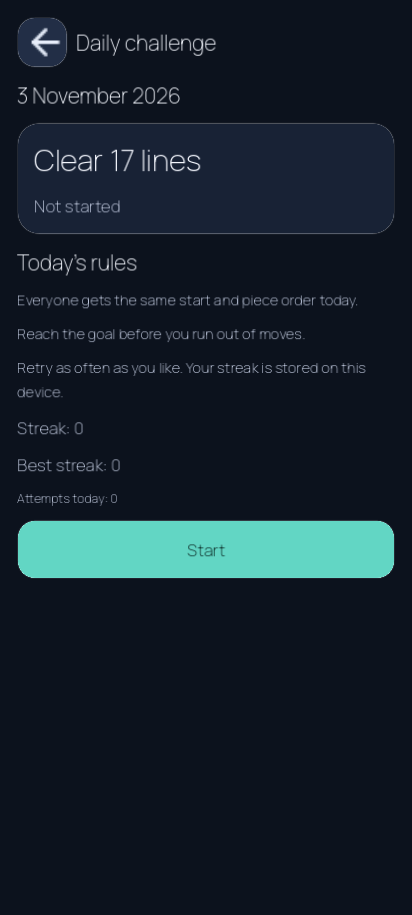 Daily challenge
3 November 2026
Clear 17 lines
Not started
Today's rules
Everyone gets the same start and piece order today.
Reach the goal before you run out of moves.
Retry as often as you like. Your streak is stored on this
device.
Streak: 0
Best streak: 0
Attempts today: 0
Start